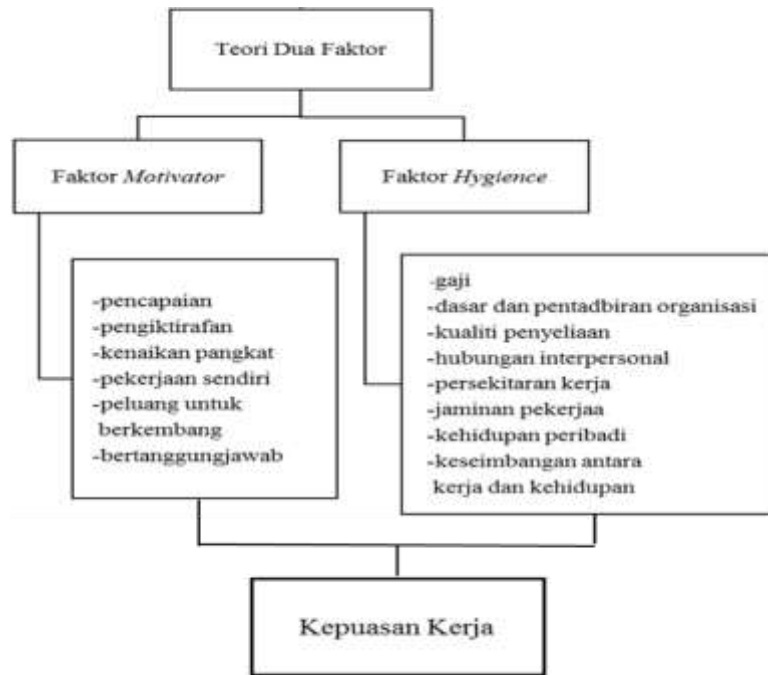 Teori Dua Faktor
Faktor Motivator
Faktor Hygience
-pencapaian
-pengiktirafan
-kenaikan pangkat
-pekerjaan sendiri
-peluang untuk
berkembang
-bertanggungjawab
-gaji
-dasar dan pentadbiran organisasi
-kualiti penyeliaan
-hubungan interpersonal
-persekitaran kerja
-jaminan pekerjaa
-kehidupan peribadi
-keseimbangan antara
kerja dan kehidupan
Kepuasan Kerja